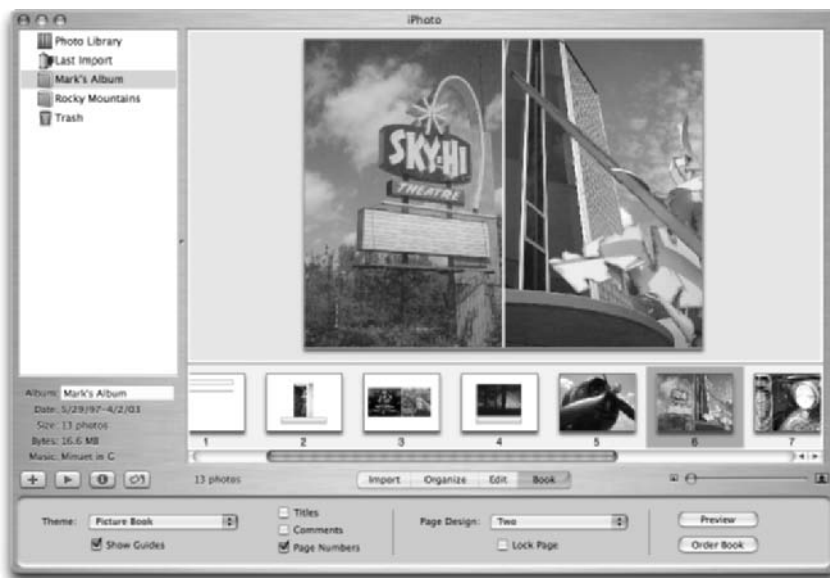 iPhoto
Photo Library
Last Import
Mark's Album
Rocky Mountains
Trash
SKY-HI
THEATRE
Album: Mark's Album
Date: 5/29/97-4/2/03
Size: 13 photos
Bytes: 16.6 MB
Music: Minuet in G
1 2 3 4 5 6 7
13 photos
Import Organize Edit Book
Theme: Picture Book
Show Guides
Titles
Comments
Page Numbers
Page Design: Two
Lock Page
Preview
Order Book